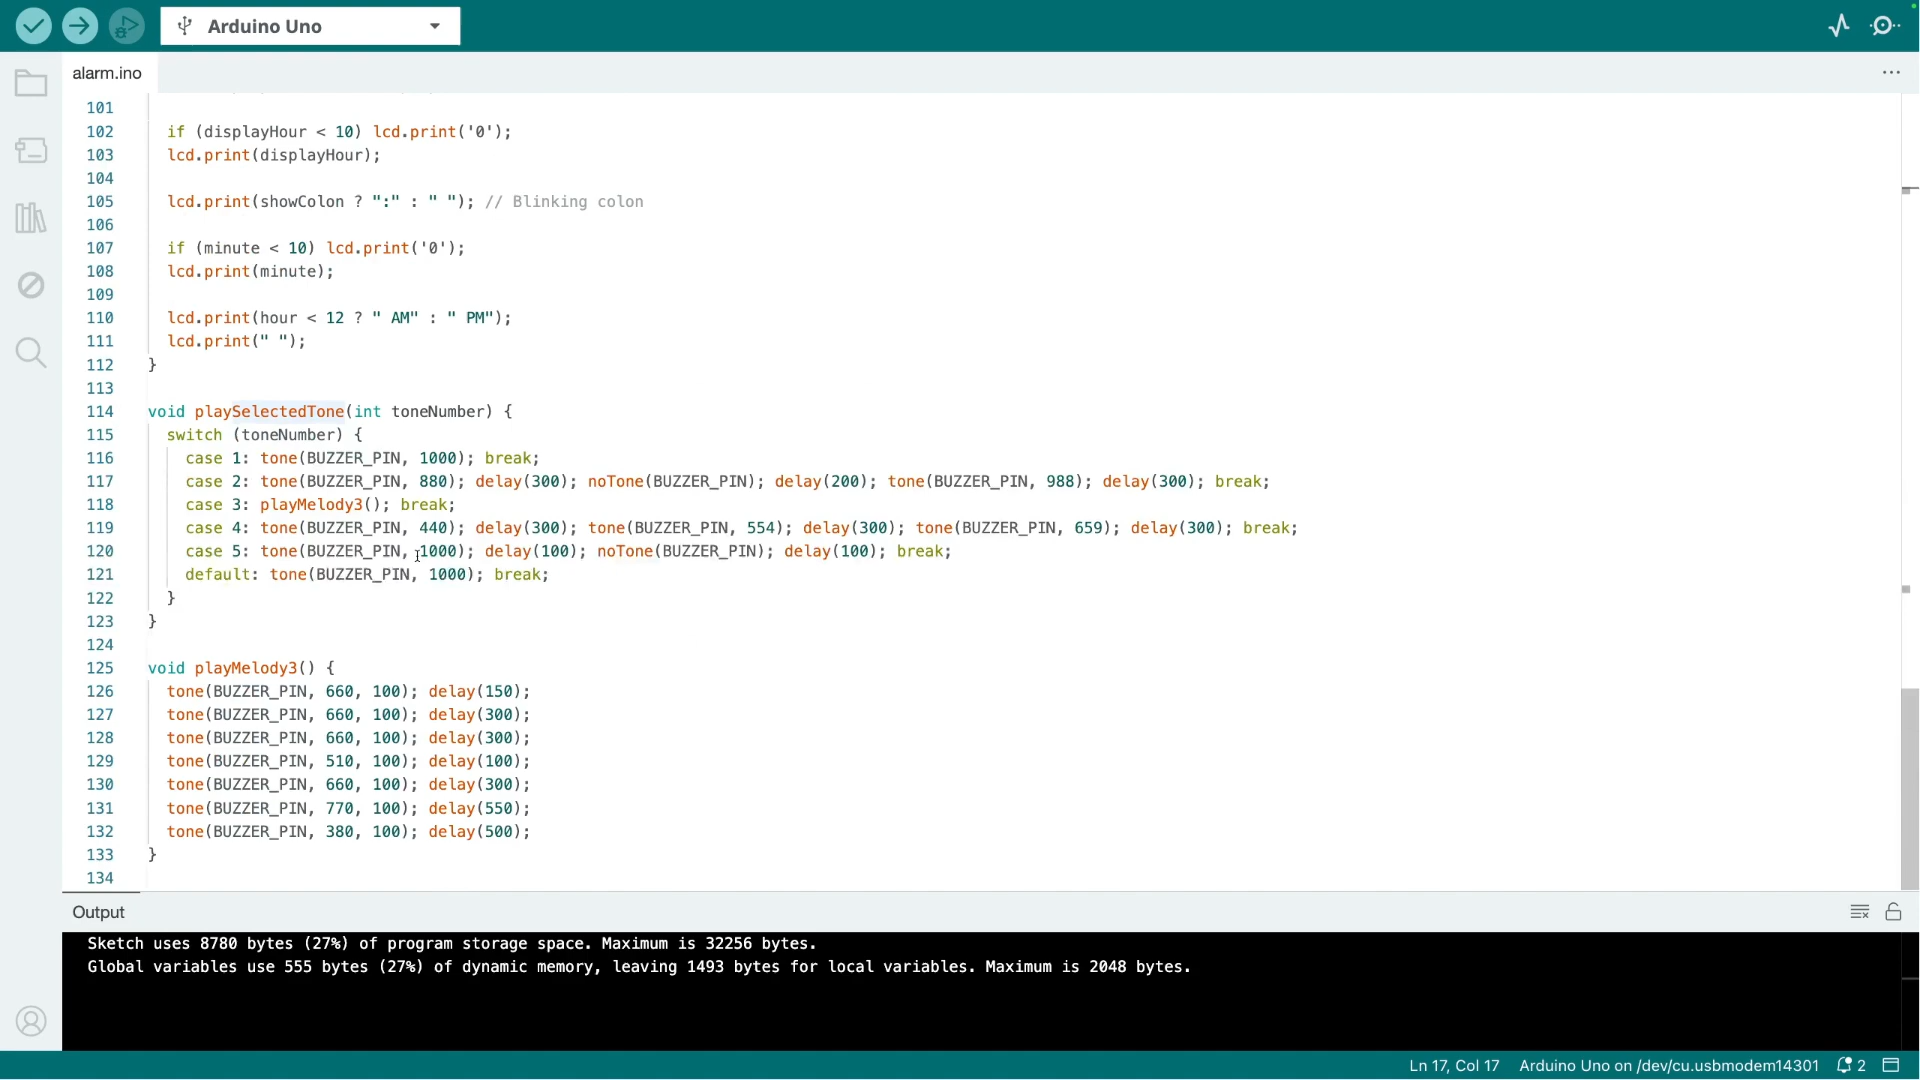 Arduino Uno
alarm.ino
101
102 if (displayHour < 10) lcd.print('0');
103 lcd.print(displayHour);
104
105 lcd.print(showColon ? ":" : " "); // Blinking colon
106
107 if (minute < 10) lcd.print('0');
108 lcd.print(minute);
109
110 lcd.print(hour < 12 ? " AM" : " PM");
111 lcd.print(" ");
112 }
113
114 void playSelectedTone(int toneNumber) {
115 switch (toneNumber) {
116 case 1: tone(BUZZER_PIN, 1000); break;
117 case 2: tone(BUZZER_PIN, 880); delay(300); noTone(BUZZER_PIN); delay(200); tone(BUZZER_PIN, 988); delay(300); break;
118 case 3: playMelody3(); break;
119 case 4: tone(BUZZER_PIN, 440); delay(300); tone(BUZZER_PIN, 554); delay(300); tone(BUZZER_PIN, 659); delay(300); break;
120 case 5: tone(BUZZER_PIN, 1000); delay(100); noTone(BUZZER_PIN); delay(100); break;
121 default: tone(BUZZER_PIN, 1000); break;
122 }
123 }
124
125 void playMelody3() {
126 tone(BUZZER_PIN, 660, 100); delay(150);
127 tone(BUZZER_PIN, 660, 100); delay(300);
128 tone(BUZZER_PIN, 660, 100); delay(300);
129 tone(BUZZER_PIN, 510, 100); delay(100);
130 tone(BUZZER_PIN, 660, 100); delay(300);
131 tone(BUZZER_PIN, 770, 100); delay(550);
132 tone(BUZZER_PIN, 380, 100); delay(500);
133 }
134
Output
Sketch uses 8780 bytes (27%) of program storage space. Maximum is 32256 bytes.
Global variables use 555 bytes (27%) of dynamic memory, leaving 1493 bytes for local variables. Maximum is 2048 bytes.
Ln 17, Col 17 Arduino Uno on /dev/cu.usbmodem14301 2